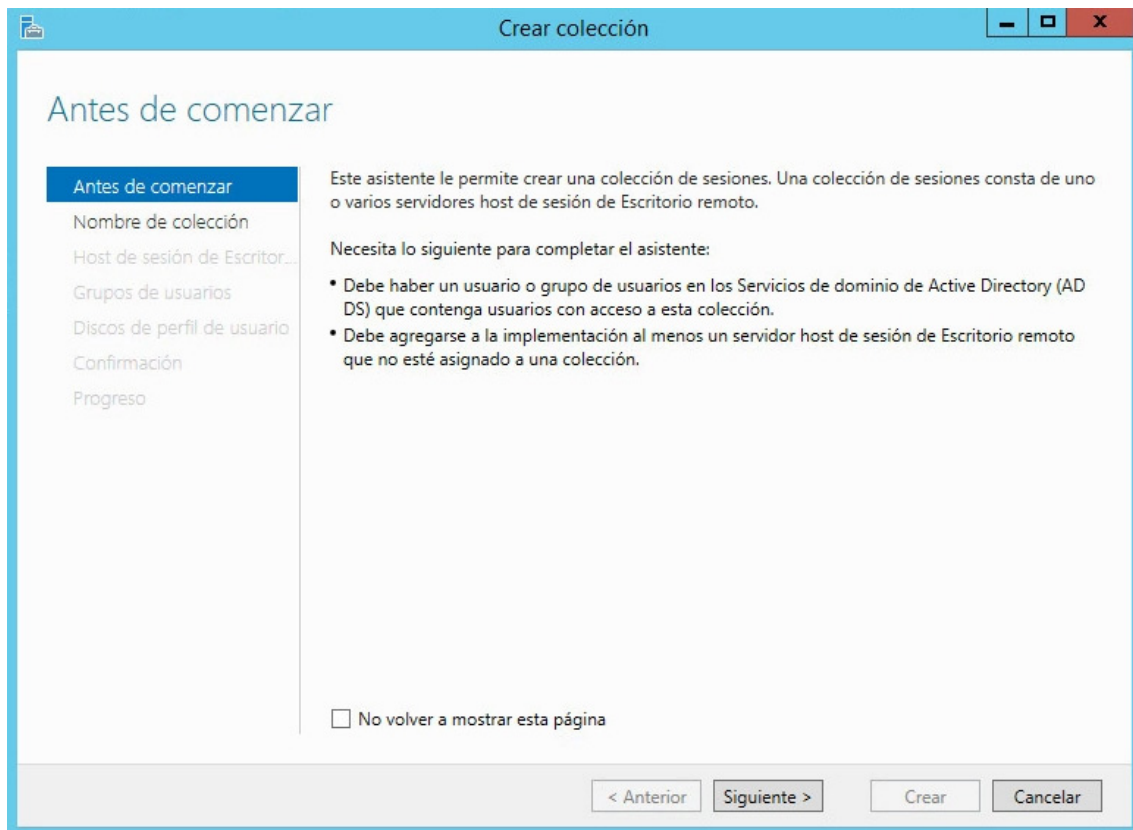 Crear colección
Antes de comenzar
Antes de comenzar
Nombre de colección
Host de sesión de Escritor...
Grupos de usuarios
Discos de perfil de usuario
Confirmación
Progreso
Este asistente le permite crear una colección de sesiones. Una colección de sesiones consta de uno
o varios servidores host de sesión de Escritorio remoto.
Necesita lo siguiente para completar el asistente:
• Debe haber un usuario o grupo de usuarios en los Servicios de dominio de Active Directory (AD
DS) que contenga usuarios con acceso a esta colección.
• Debe agregarse a la implementación al menos un servidor host de sesión de Escritorio remoto
que no esté asignado a una colección.
No volver a mostrar esta página
< Anterior
Siguiente >
Crear
Cancelar